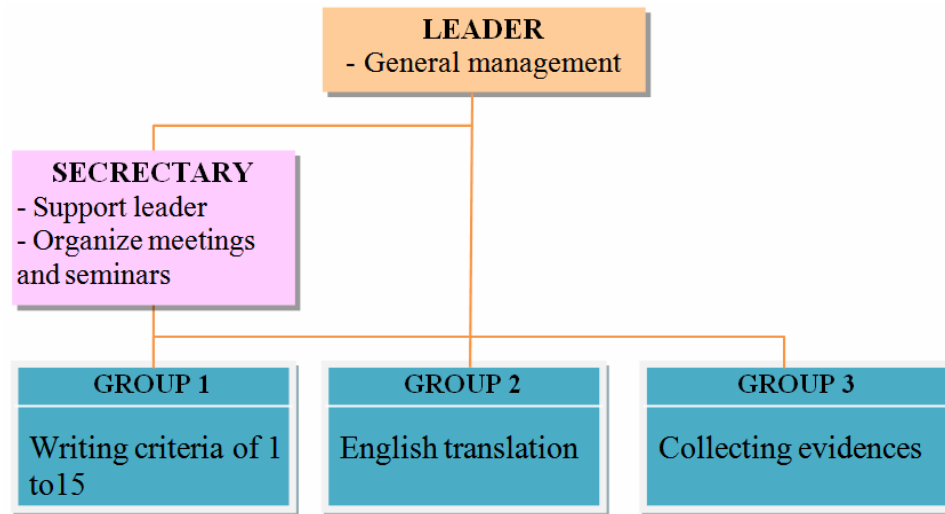 LEADER
- General management
SECRECTARY
- Support leader
- Organize meetings
and seminars
GROUP 1
Writing criteria of 1
to15
GROUP 2
English translation
GROUP 3
Collecting evidences